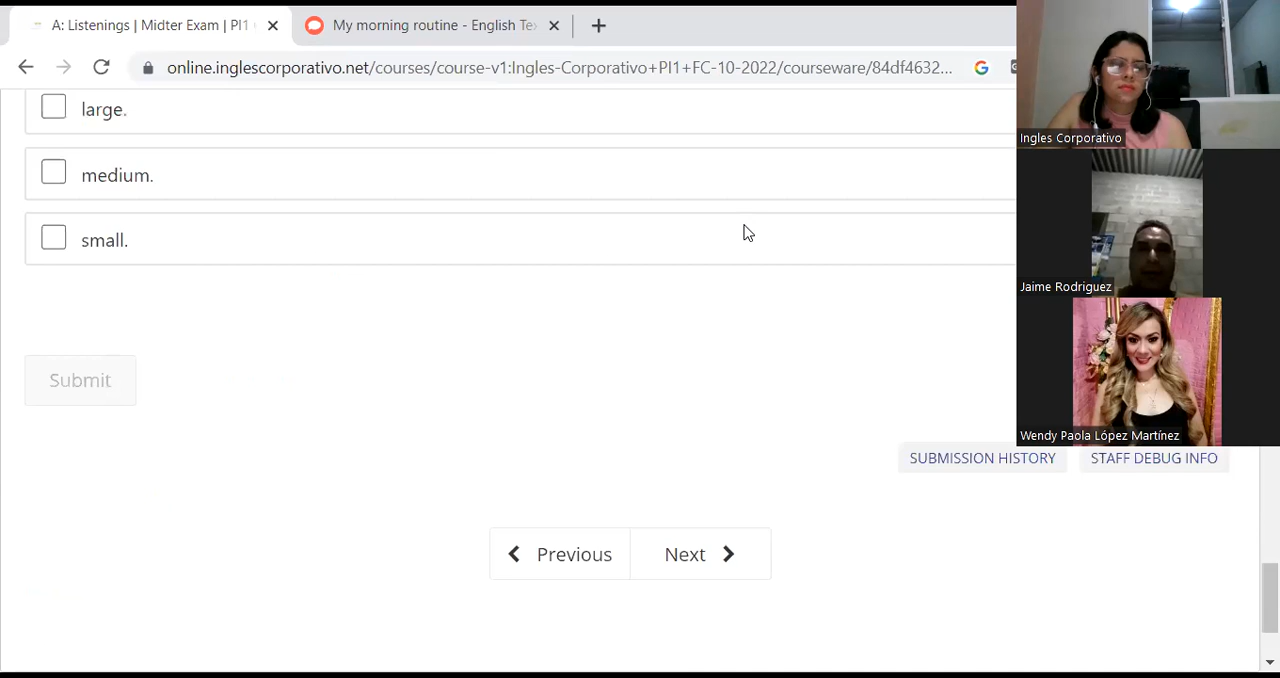 A: Listenings | Midter Exam | PI1
My morning routine - English Te
online.inglescorporativo.net/courses/course-v1:Ingles-Corporativo+PI1+FC-10-2022/courseware/84df4632...
large.
medium.
small.
Submit
SUBMISSION HISTORY
STAFF DEBUG INFO
Previous
Next
Ingles Corporativo
Jaime Rodriguez
Wendy Paola López Martínez